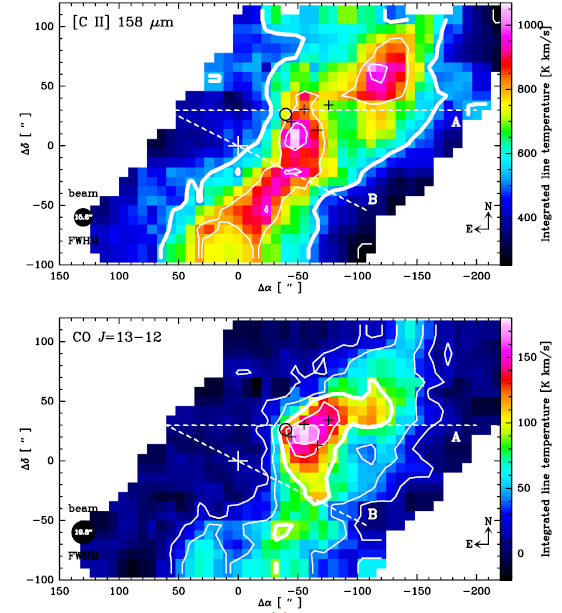 [C II] 158 μm
100
50
0
−50
−100
Δδ [ ″ ]
A
B
beam
15.6"
FWHM
N
E
150 100 50 0 −50 −100 −150 −200
Δα [ ″ ]
1000
800
600
400
Integrated line temperature [K km/s]
CO J=13−12
100
50
0
−50
−100
Δδ [ ″ ]
A
B
beam
19.8"
FWHM
N
E
150 100 50 0 −50 −100 −150 −200
Δα [ ″ ]
150
100
50
0
Integrated line temperature [K km/s]